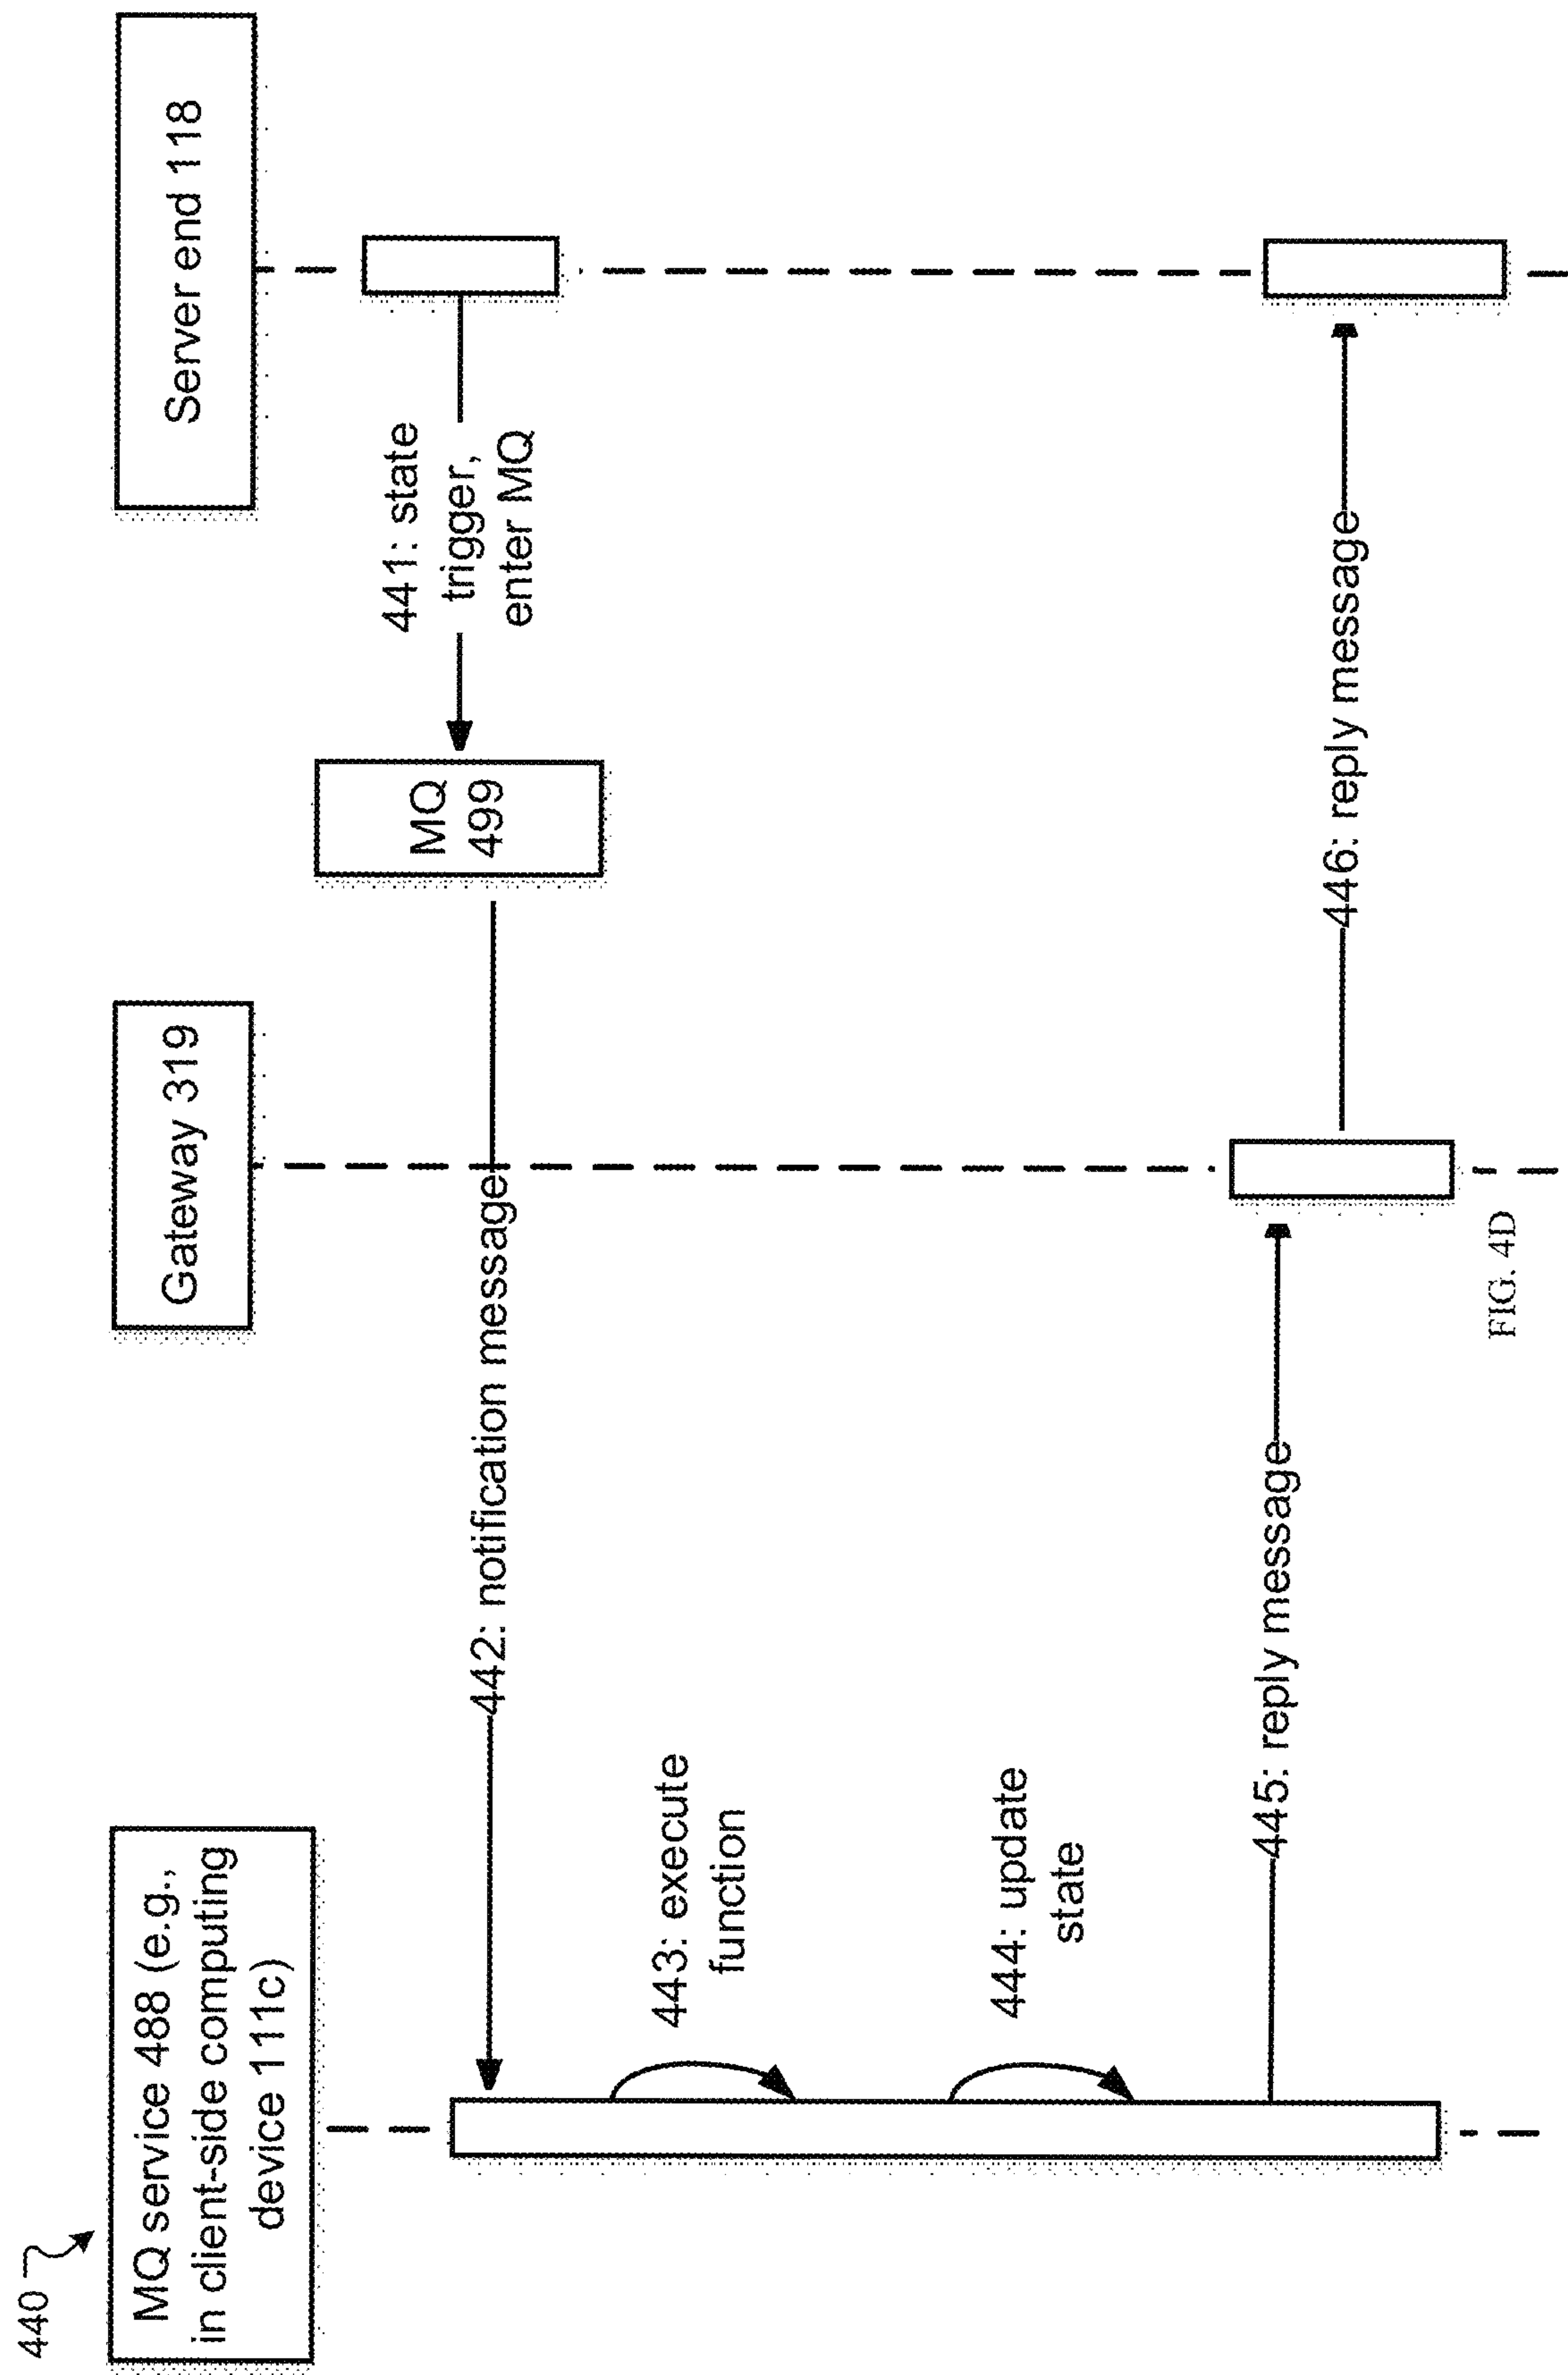 440
MQ service 488 (e.g.,
in client-side computing
device 111c)
Gateway 319
Server end 118
441: state
trigger,
enter MQ
MQ
499
442: notification message
443: execute
function
444: update
state
445: reply message
446: reply message
FIG. 4D